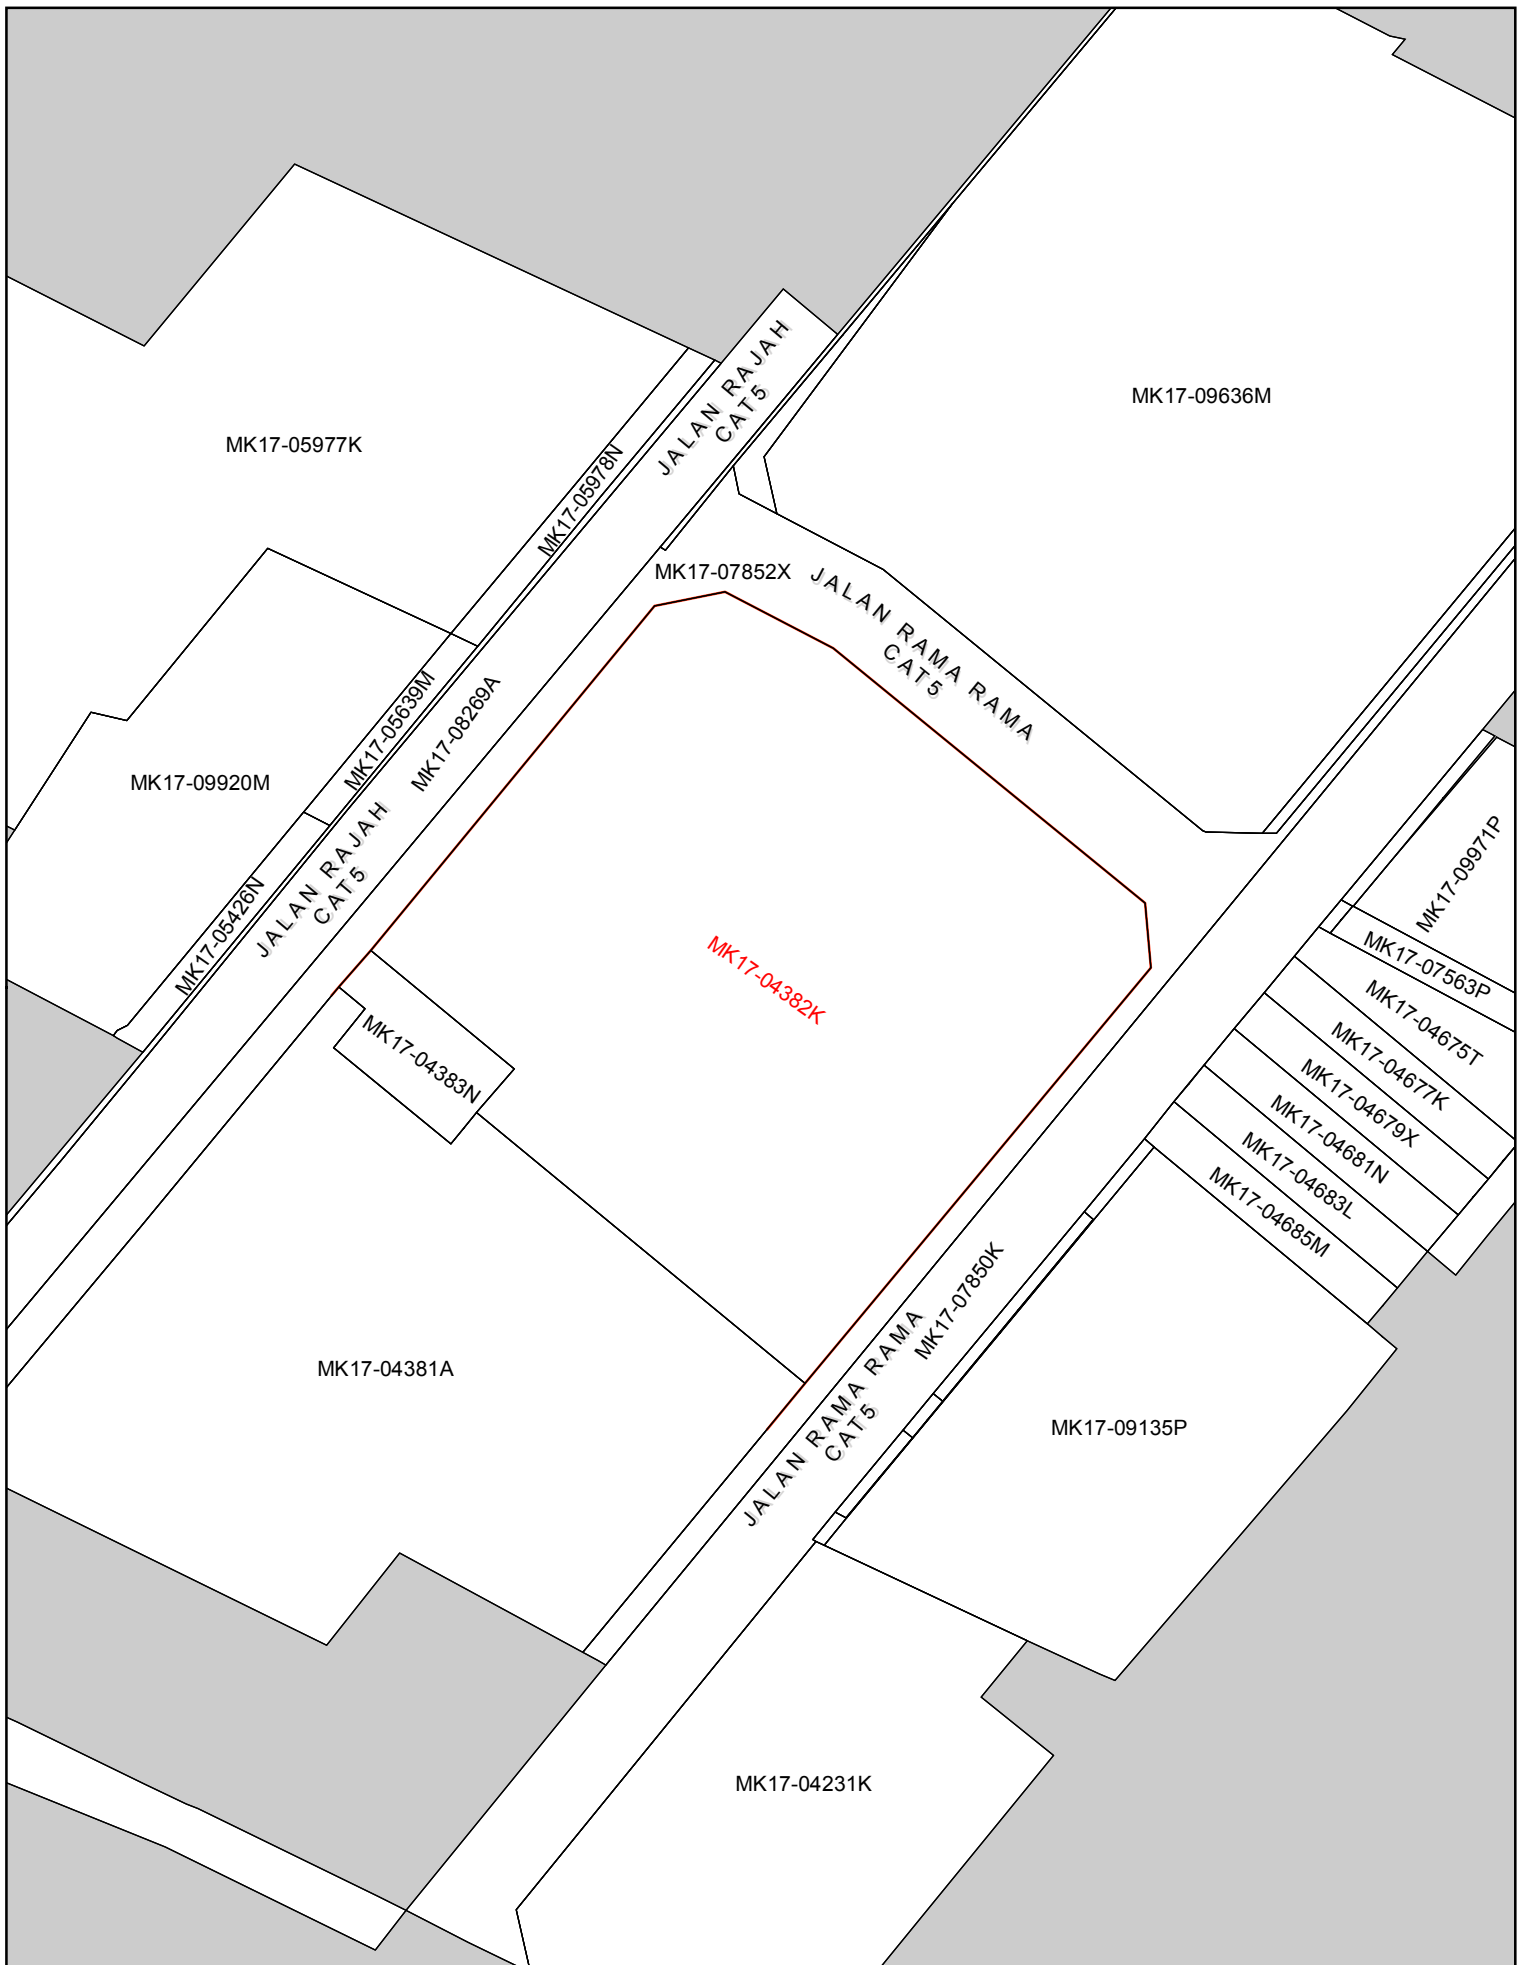 JALAN RAJAH
CAT 5
MK17-09636M
MK17-05977K
MK17-05978N
MK17-07852X
JALAN RAMA RAMA
CAT 5
MK17-05639M
MK17-08269A
MK17-09920M
JALAN RAJAH
CAT 5
MK17-05426N
MK17-09971P
MK17-07563P
MK17-04382K
MK17-04675T
MK17-04383N
MK17-04677K
MK17-04679X
MK17-04681N
MK17-04683L
MK17-04685M
MK17-07850K
JALAN RAMA RAMA
CAT 5
MK17-04381A
MK17-09135P
MK17-04231K